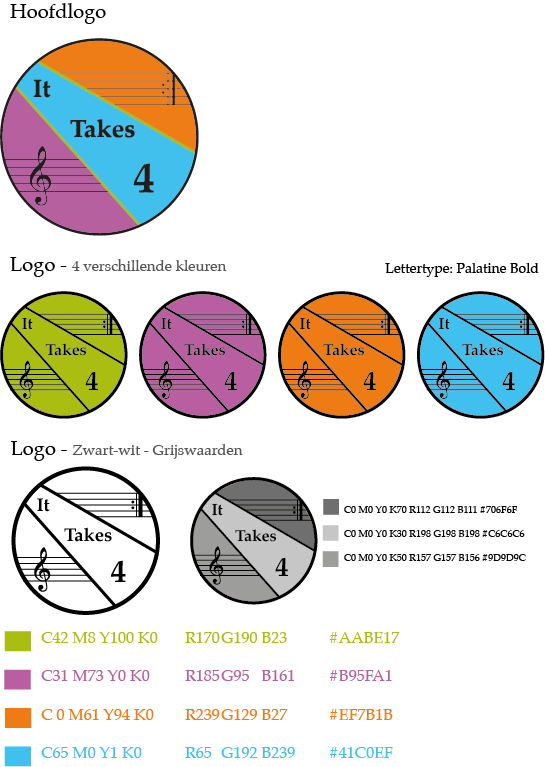 Hoofdlogo
It
Takes
4
Logo - 4 verschillende kleuren
Lettertype: Palatine Bold
It
Takes
4
It
Takes
4
It
Takes
4
It
Takes
4
Logo - Zwart-wit - Grijswaarden
It
Takes
4
It
Takes
4
C0 M0 Y0 K70 R112 G112 B111 #706F6F
C0 M0 Y0 K30 R198 G198 B198 #C6C6C6
C0 M0 Y0 K50 R157 G157 B156 #9D9D9C
C42 M8 Y100 K0 R170 G190 B23 #AABE17
C31 M73 Y0 K0 R185 G95 B161 #B95FA1
C 0 M61 Y94 K0 R239 G129 B27 #EF7B1B
C65 M0 Y1 K0 R65 G192 B239 #41C0EF